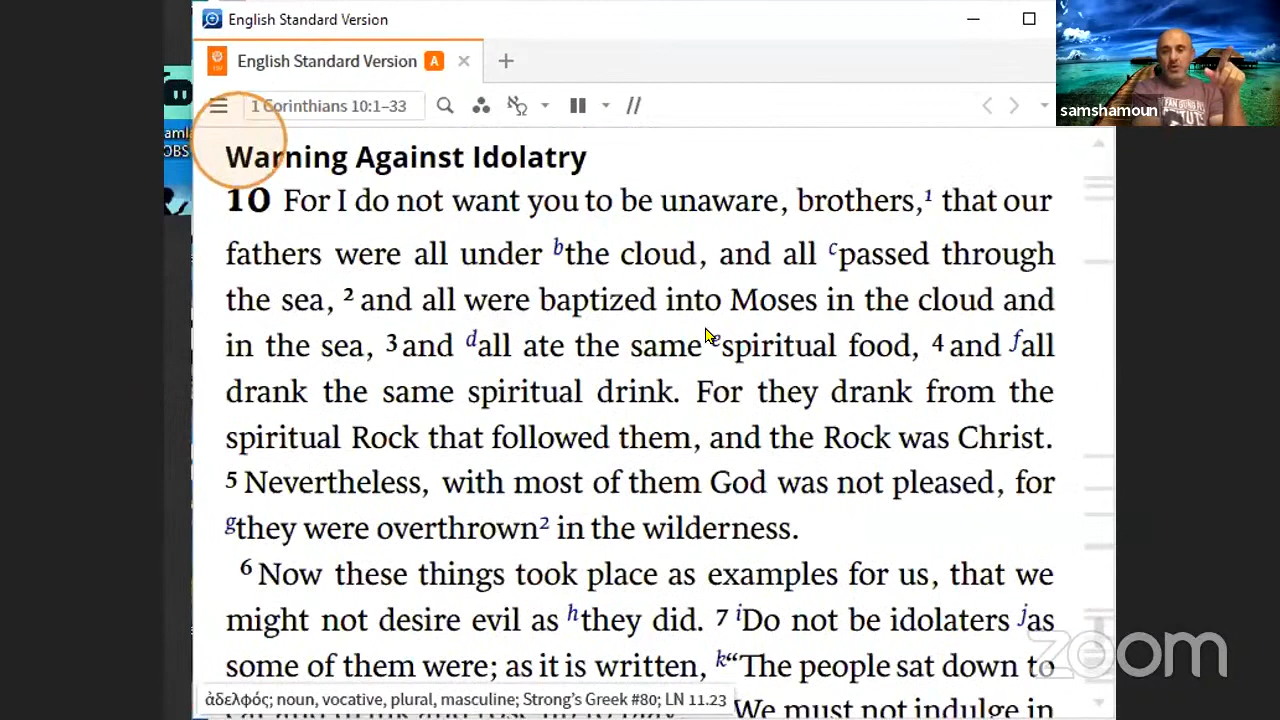 English Standard Version
English Standard Version A
1 Corinthians 10:1–33
samshamoun
Warning Against Idolatry
10 For I do not want you to be unaware, brothers,1 that our
fathers were all under bthe cloud, and all cpassed through
the sea, 2 and all were baptized into Moses in the cloud and
in the sea, 3 and dall ate the same espiritual food, 4 and fall
drank the same spiritual drink. For they drank from the
spiritual Rock that followed them, and the Rock was Christ.
5 Nevertheless, with most of them God was not pleased, for
gthey were overthrown2 in the wilderness.
6 Now these things took place as examples for us, that we
might not desire evil as hthey did. 7 iDo not be idolaters jas
some of them were; as it is written, k“The people sat down to
We must not indulge in
ἀδελφός; noun, vocative, plural, masculine; Strong’s Greek #80; LN 11.23
OBS
zoom